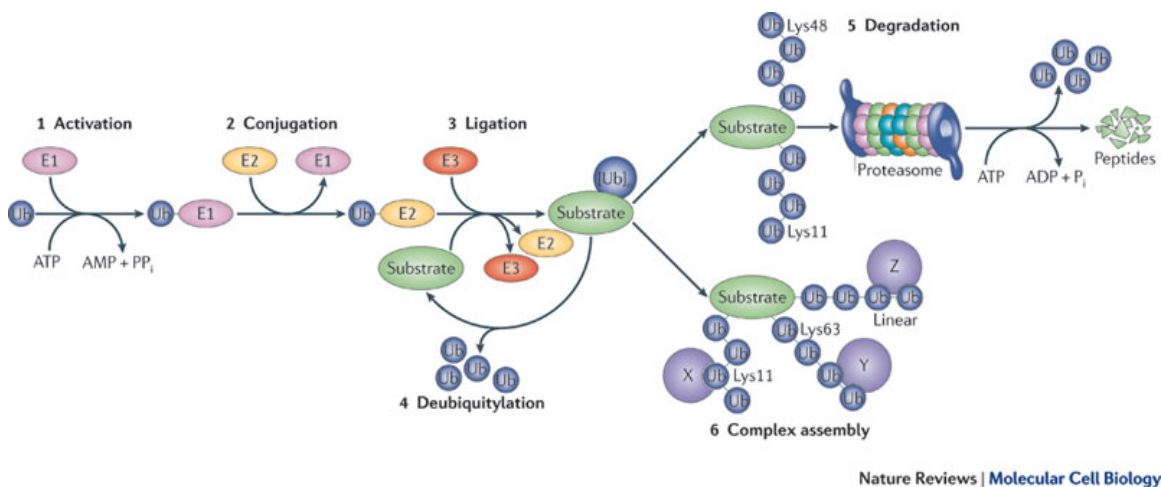 1 Activation
E1
Ub
Ub
E1
ATP
AMP + PPi
2 Conjugation
E2
E1
Ub
E2
3 Ligation
E3
[Ub]n
Substrate
Substrate
E2
E3
Ub
Ub
Ub
Ub
4 Deubiquitylation
Ub
Lys48
Ub
Ub
Ub
Substrate
Ub
Ub
Ub
Ub
Lys11
5 Degradation
Proteasome
Ub
Ub
Ub
Ub
Ub
ATP
ADP + Pi
Peptides
Substrate
Ub
Ub
Ub
Ub
Z
Linear
Ub
Lys63
Ub
Ub
Ub
Y
Ub
Ub
Ub
X
Ub
Lys11
Ub
6 Complex assembly
Nature Reviews | Molecular Cell Biology